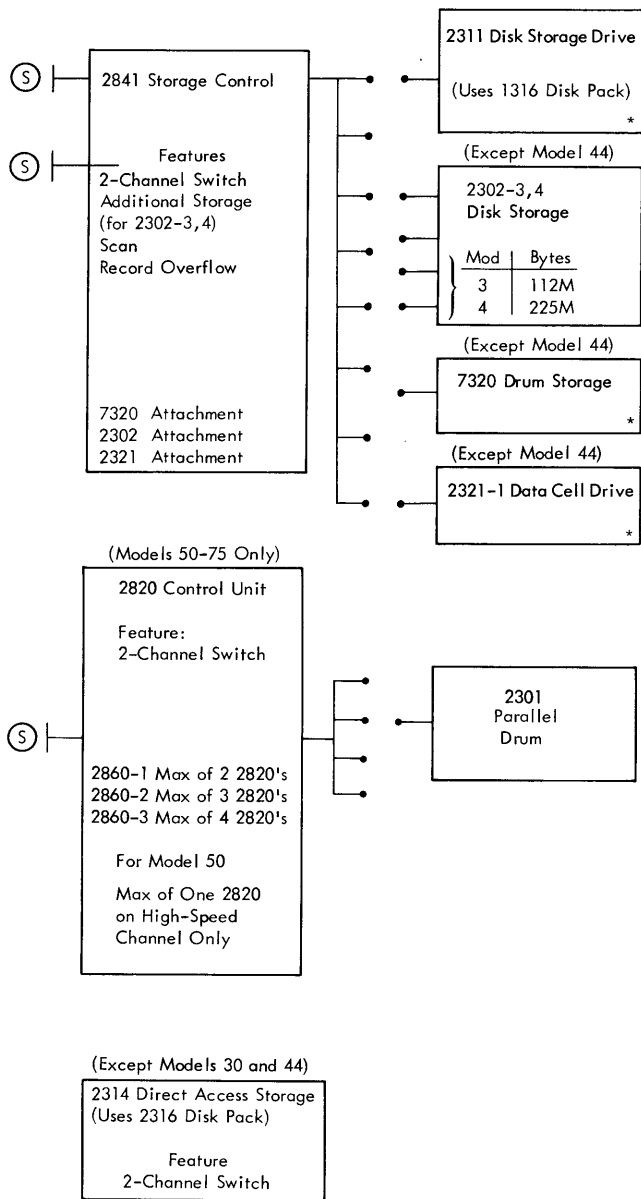 S
2841 Storage Control
S
Features
2-Channel Switch
Additional Storage
(for 2302-3,4)
Scan
Record Overflow
7320 Attachment
2302 Attachment
2321 Attachment
2311 Disk Storage Drive
(Uses 1316 Disk Pack)
*
(Except Model 44)
2302-3,4
Disk Storage
Mod Bytes
3 112M
4 225M
(Except Model 44)
7320 Drum Storage
*
(Except Model 44)
2321-1 Data Cell Drive
*
(Models 50-75 Only)
2820 Control Unit
Feature:
2-Channel Switch
S
2860-1 Max of 2 2820's
2860-2 Max of 3 2820's
2860-3 Max of 4 2820's
For Model 50
Max of One 2820
on High-Speed
Channel Only
2301
Parallel
Drum
(Except Models 30 and 44)
2314 Direct Access Storage
(Uses 2316 Disk Pack)
Feature
2-Channel Switch